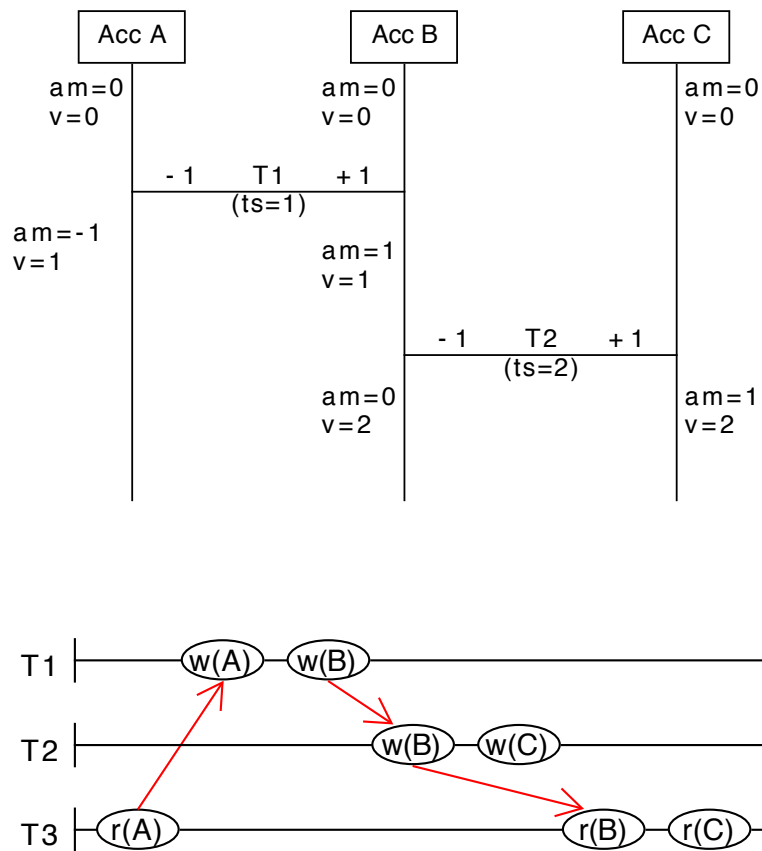 Acc A Acc B Acc C
am=0 am=0 am=0
v=0 v=0 v=0
- 1 T1 + 1
(ts=1)
am=-1 am=1
v=1 v=1
- 1 T2 + 1
(ts=2)
am=0 am=1
v=2 v=2
T1 w(A) w(B)
T2 w(B) w(C)
T3 r(A) r(B) r(C)